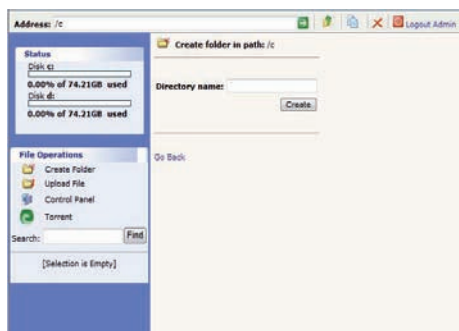 Address: /c
Logout Admin
Status
Disk c:
0.00% of 74.21GB used
Disk d:
0.00% of 74.21GB used
File Operations
Create Folder
Upload File
Control Panel
Torrent
Search:
Find
[Selection is Empty]
Create folder in path: /c
Directory name:
Create
Go Back